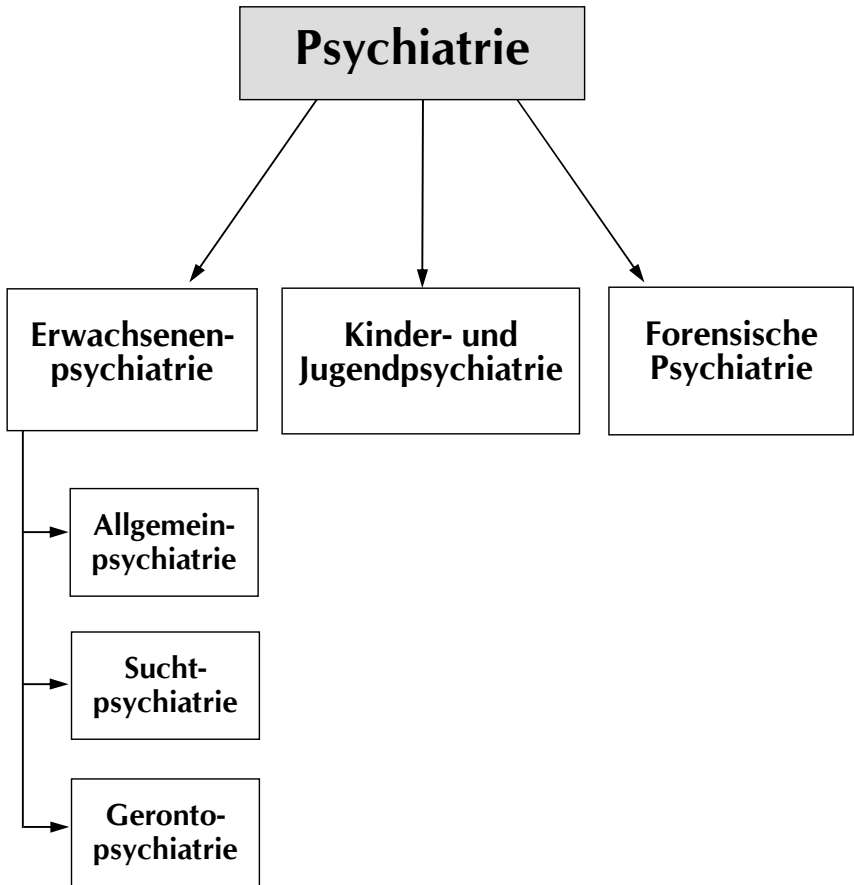 Psychiatrie
Erwachsenen-
psychiatrie
Kinder- und
Jugendpsychiatrie
Forensische
Psychiatrie
Allgemein-
psychiatrie
Sucht-
psychiatrie
Geronto-
psychiatrie